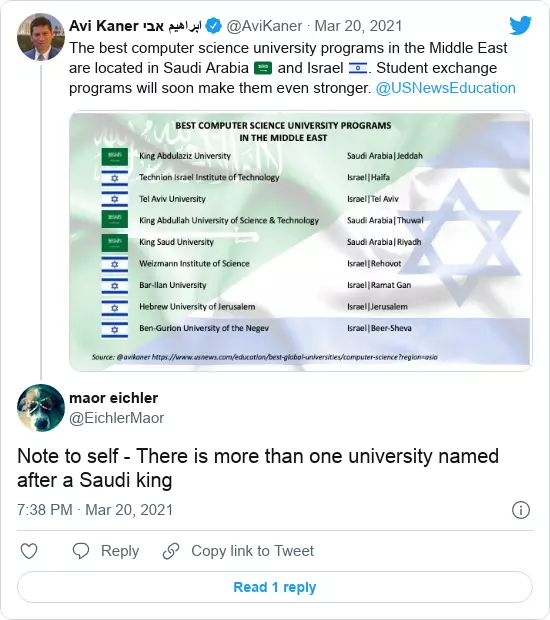 Avi Kaner ابراهيم אבי @AviKaner · Mar 20, 2021
The best computer science university programs in the Middle East
are located in Saudi Arabia 🇸🇦 and Israel 🇮🇱. Student exchange
programs will soon make them even stronger. @USNewsEducation
BEST COMPUTER SCIENCE UNIVERSITY PROGRAMS
IN THE MIDDLE EAST
King Abdulaziz University Saudi Arabia|Jeddah
Technion Israel Institute of Technology Israel|Haifa
Tel Aviv University Israel|Tel Aviv
King Abdullah University of Science & Technology Saudi Arabia|Thuwal
King Saud University Saudi Arabia|Riyadh
Weizmann Institute of Science Israel|Rehovot
Bar-Ilan University Israel|Ramat Gan
Hebrew University of Jerusalem Israel|Jerusalem
Ben-Gurion University of the Negev Israel|Beer-Sheva
Source: @avikaner https://www.usnews.com/education/best-global-universities/computer-science?region=asia
maor eichler
@EichlerMaor
Note to self - There is more than one university named
after a Saudi king
7:38 PM · Mar 20, 2021
Reply Copy link to Tweet
Read 1 reply